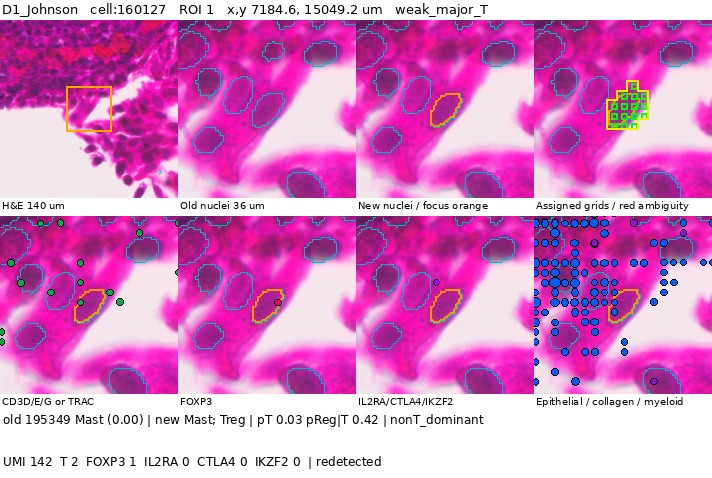 D1_Johnson cell:160127 ROI 1 x,y 7184.6, 15049.2 um weak_major_T
H&E 140 um
Old nuclei 36 um
New nuclei / focus orange
Assigned grids / red ambiguity
CD3D/E/G or TRAC
FOXP3
IL2RA/CTLA4/IKZF2
Epithelial / collagen / myeloid
old 195349 Mast (0.00) | new Mast; Treg | pT 0.03 pReg|T 0.42 | nonT_dominant
UMI 142 T 2 FOXP3 1 IL2RA 0 CTLA4 0 IKZF2 0 | redetected